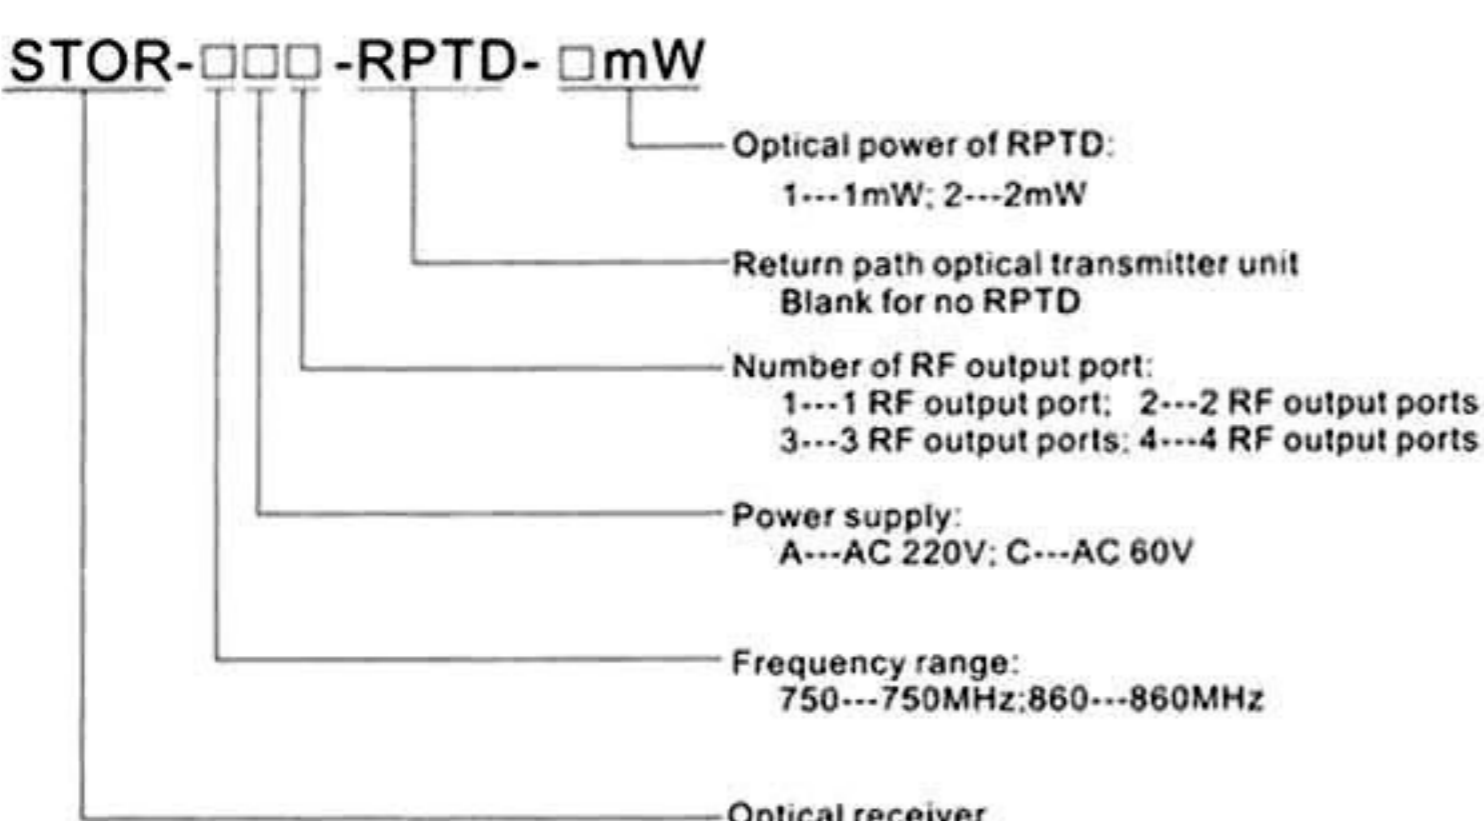 STOR-□□□-RPTD-□mW
Optical power of RPTD:
1---1mW; 2---2mW
Return path optical transmitter unit
Blank for no RPTD
Number of RF output port:
1---1 RF output port; 2---2 RF output ports
3---3 RF output ports; 4---4 RF output ports
Power supply:
A---AC 220V; C---AC 60V
Frequency range:
750---750MHz;860---860MHz
Optical receiver